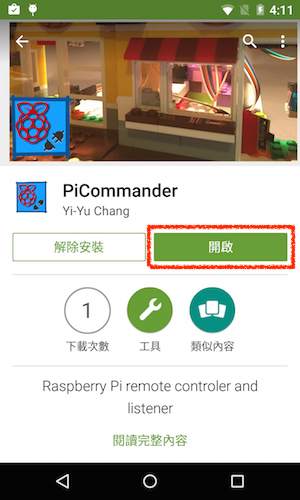 4:11
PiCommander
Yi-Yu Chang
解除安裝
開啟
1
下載次數
工具
類似內容
Raspberry Pi remote controler and
listener
閱讀完整內容